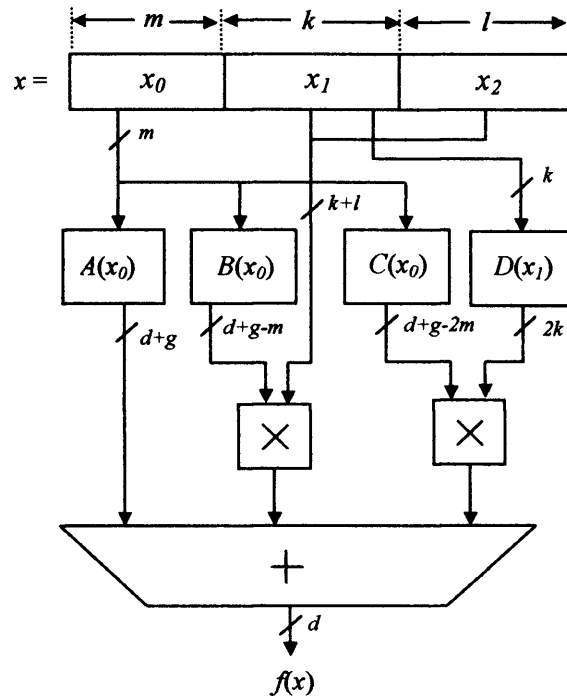 m k l
x = x₀ x₁ x₂
m
k
k+l
A(x₀) B(x₀) C(x₀) D(x₁)
d+g d+g-m d+g-2m 2k
× ×
+
d
f(x)